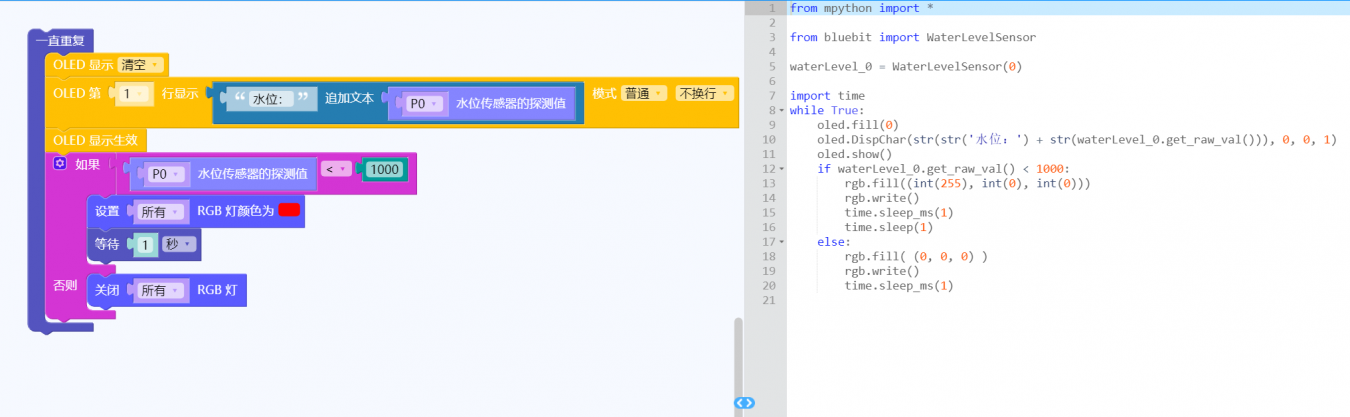 一直重复
OLED 显示 清空
OLED 第 1 行显示 “ 水位： ” 追加文本 P0 水位传感器的探测值 模式 普通 不换行
OLED 显示生效
如果 P0 水位传感器的探测值 < 1000
设置 所有 RGB 灯颜色为
等待 1 秒
否则 关闭 所有 RGB 灯
1 from mpython import *
2
3 from bluebit import WaterLevelSensor
4
5 waterLevel_0 = WaterLevelSensor(0)
6
7 import time
8 while True:
9 oled.fill(0)
10 oled.DispChar(str(str('水位：') + str(waterLevel_0.get_raw_val())), 0, 0, 1)
11 oled.show()
12 if waterLevel_0.get_raw_val() < 1000:
13 rgb.fill((int(255), int(0), int(0)))
14 rgb.write()
15 time.sleep_ms(1)
16 time.sleep(1)
17 else:
18 rgb.fill( (0, 0, 0) )
19 rgb.write()
20 time.sleep_ms(1)
21